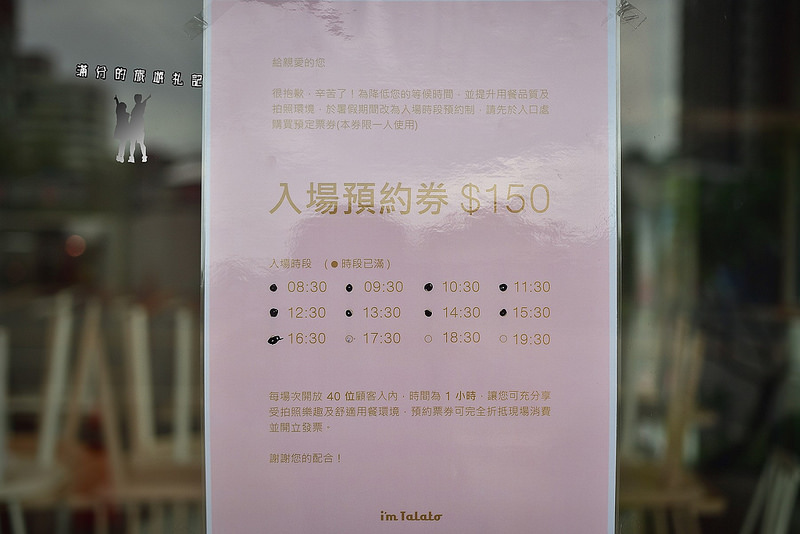 滿分的旅遊札記
給親愛的您
很抱歉，辛苦了！為降低您的等候時間，並提升用餐品質及
拍照環境，於暑假期間改為入場時段預約制，請先於入口處
購買預定票券(本券限一人使用)
入場預約券 $150
入場時段 (●時段已滿)
● 08:30 ● 09:30 ● 10:30 ● 11:30
● 12:30 ● 13:30 ● 14:30 ● 15:30
● 16:30 ○ 17:30 ○ 18:30 ○ 19:30
每場次開放 40 位顧客入內，時間為 1 小時，讓您可充分享
受拍照樂趣及舒適用餐環境，預約票券可完全折抵現場消費
並開立發票。
謝謝您的配合！
i'm Talato